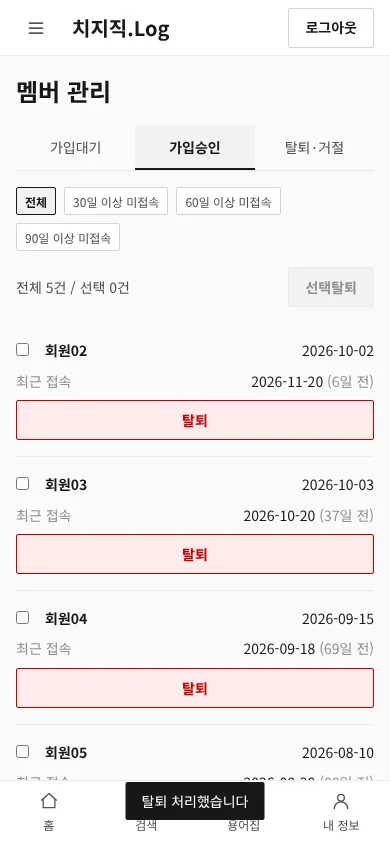 치지직.Log
로그아웃
멤버 관리
가입대기
가입승인
탈퇴·거절
전체
30일 이상 미접속
60일 이상 미접속
90일 이상 미접속
전체 5건 / 선택 0건
선택탈퇴
회원02
2026-10-02
최근 접속
2026-11-20 (6일 전)
탈퇴
회원03
2026-10-03
최근 접속
2026-10-20 (37일 전)
탈퇴
회원04
2026-09-15
최근 접속
2026-09-18 (69일 전)
탈퇴
회원05
2026-08-10
최근 접속
탈퇴 처리했습니다
홈
검색
용어집
내 정보